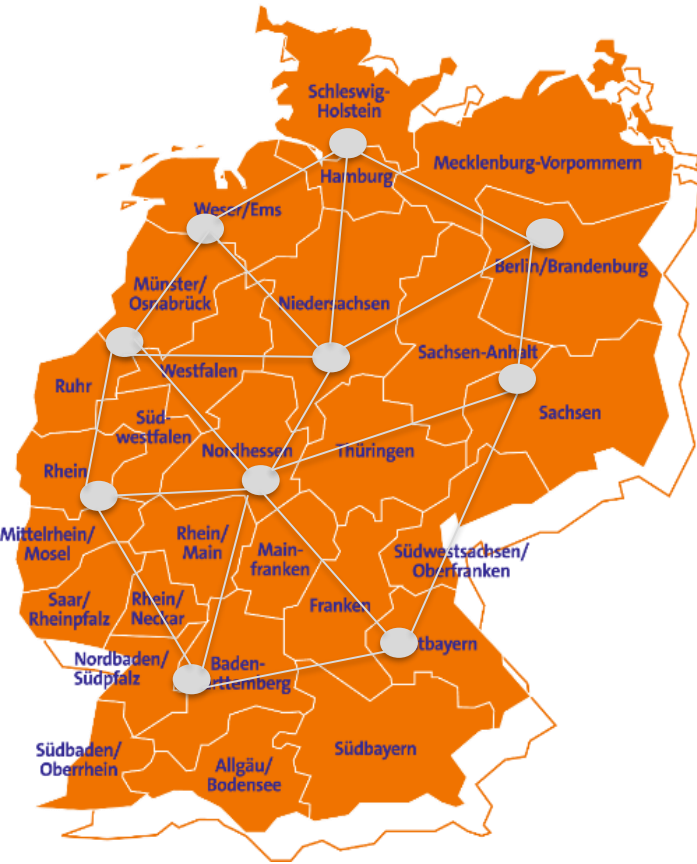 Schleswig-
Holstein
Mecklenburg-Vorpommern
Hamburg
Weser/Ems
Berlin/Brandenburg
Münster/
Osnabrück
Niedersachsen
Sachsen-Anhalt
Westfalen
Ruhr
Sachsen
Süd-
westfalen
Nordhessen
Thüringen
Rhein
Mittelrhein/
Mosel
Rhein/
Main
Main-
franken
Südwestsachsen/
Oberfranken
Saar/
Rheinpfalz
Rhein/
Neckar
Franken
tbayern
Nordbaden/
Südpfalz
Baden-
rttemberg
Südbaden/
Oberrhein
Allgäu/
Bodensee
Südbayern